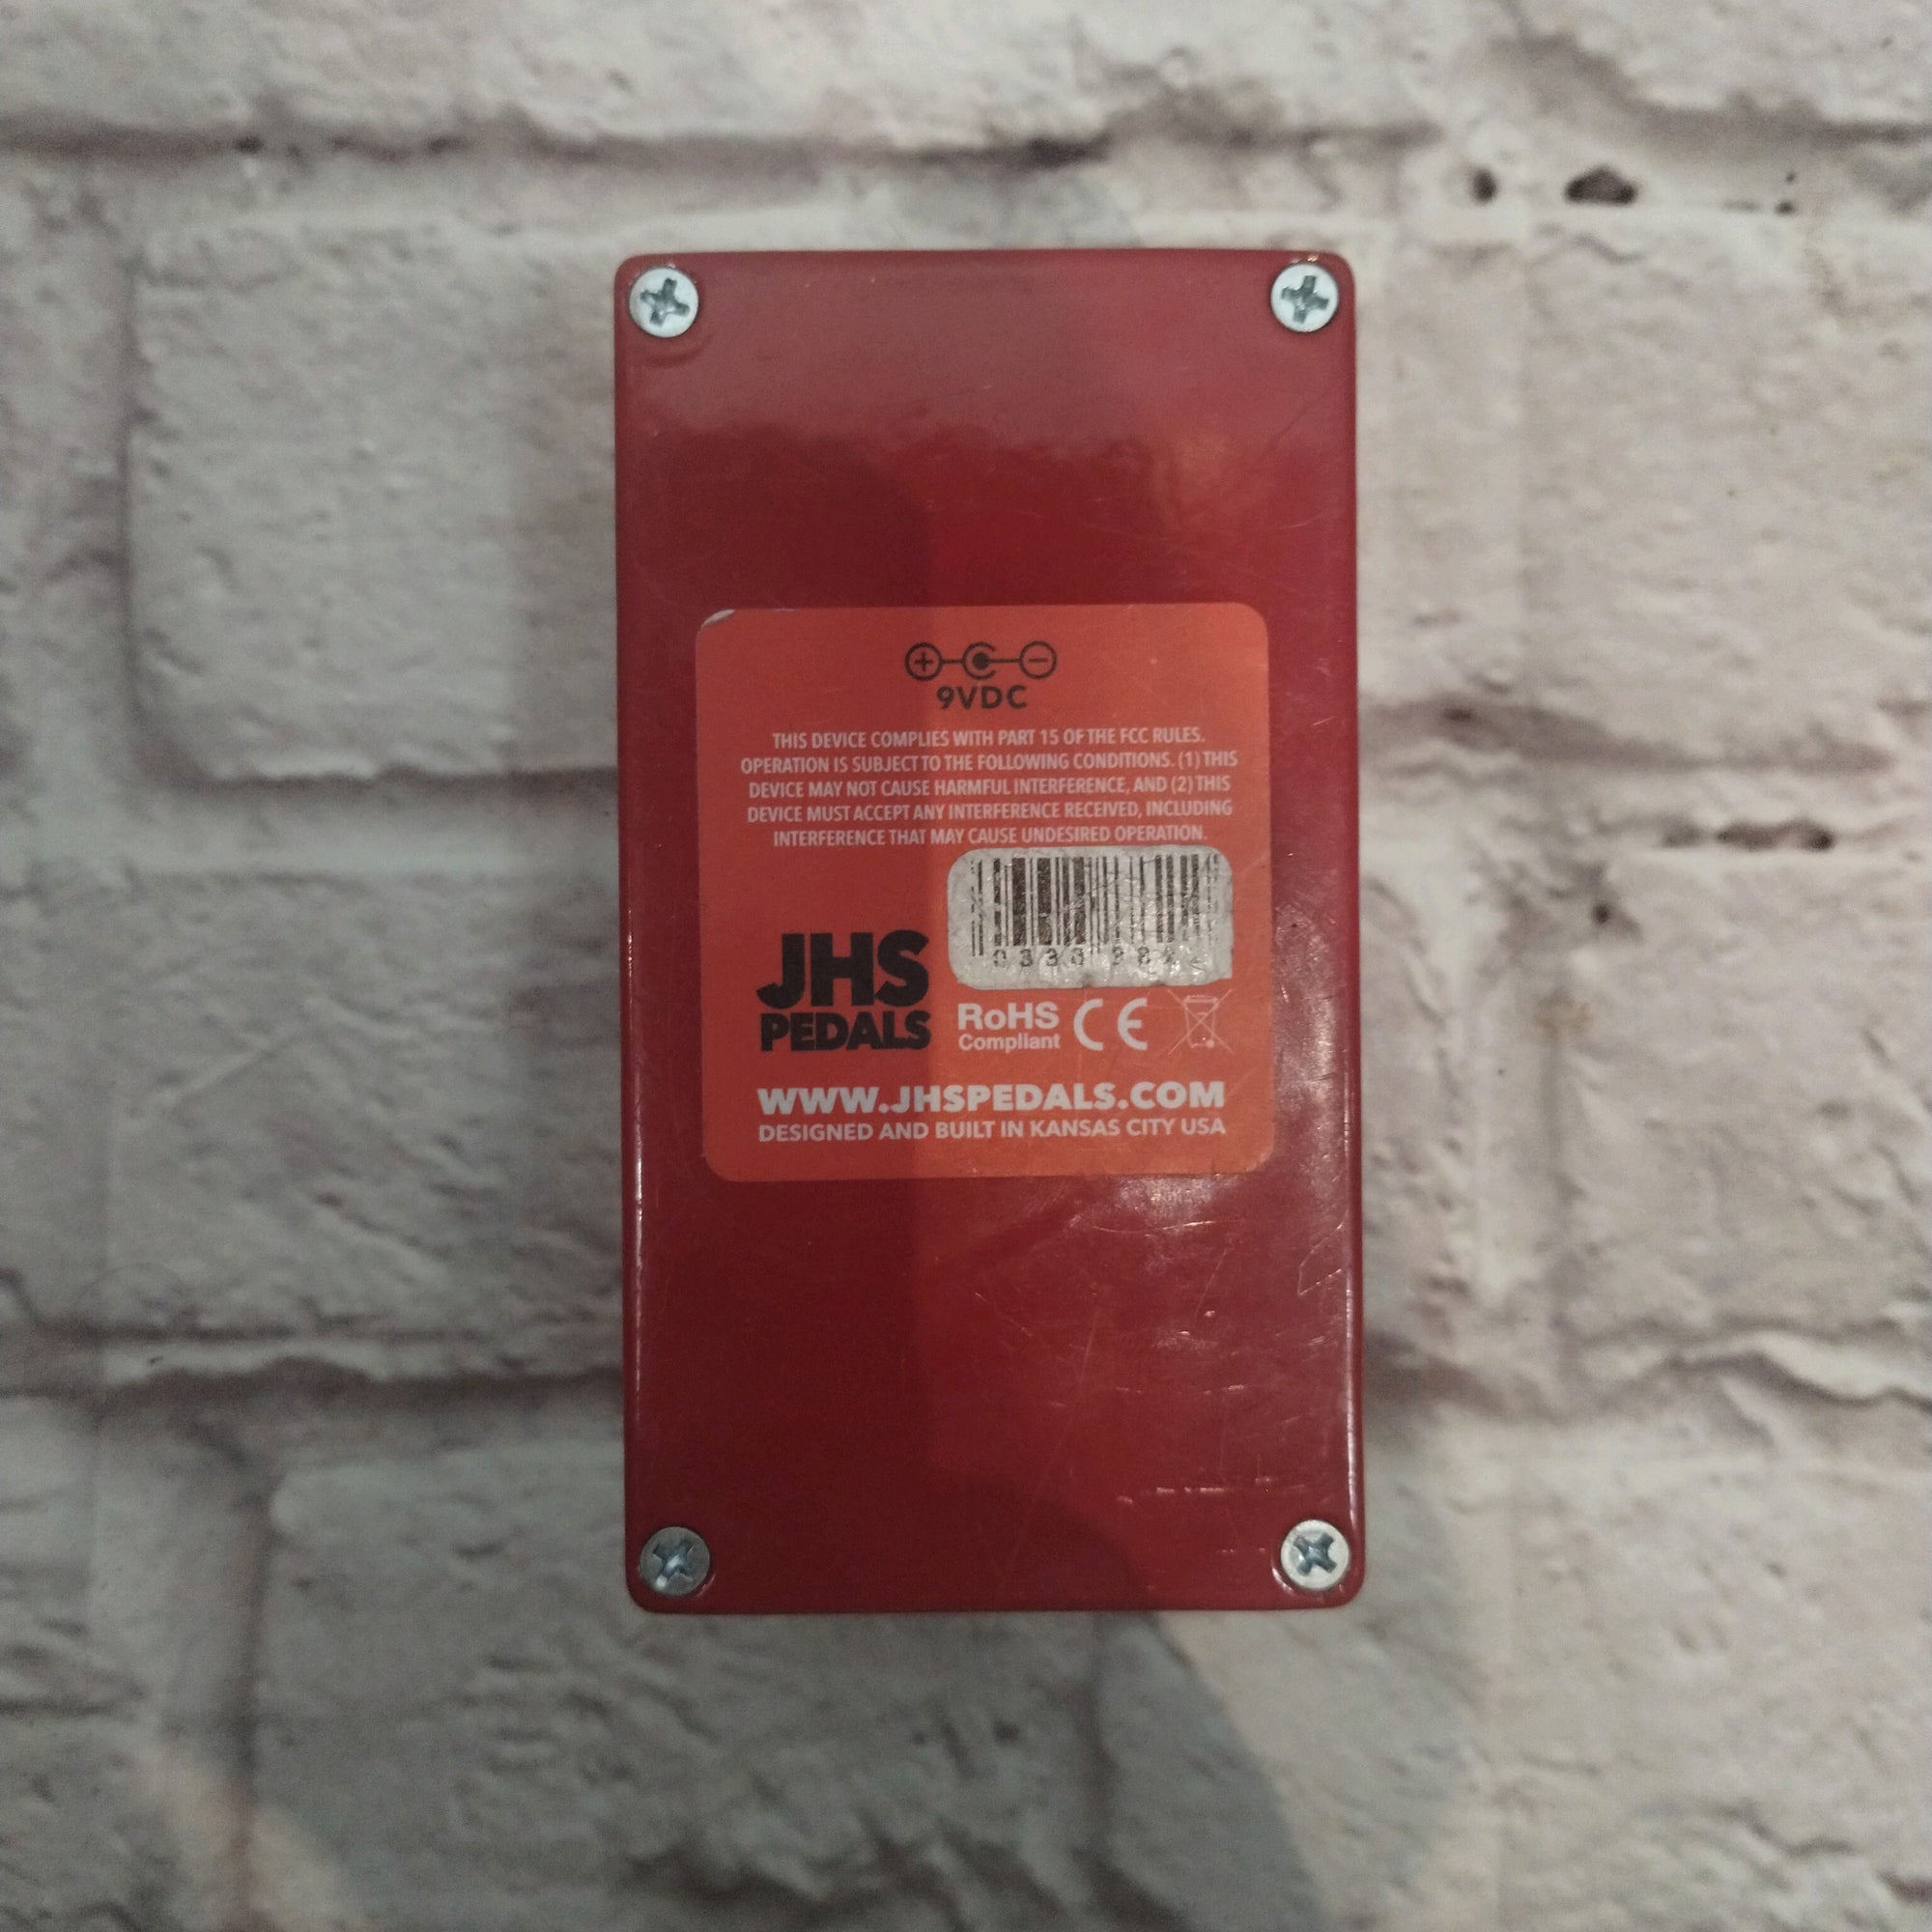 9VDC
THIS DEVICE COMPLIES WITH PART 15 OF THE FCC RULES.
OPERATION IS SUBJECT TO THE FOLLOWING CONDITIONS. (1) THIS
DEVICE MAY NOT CAUSE HARMFUL INTERFERENCE, AND (2) THIS
DEVICE MUST ACCEPT ANY INTERFERENCE RECEIVED, INCLUDING
INTERFERENCE THAT MAY CAUSE UNDESIRED OPERATION.
JHS
PEDALS
RoHS
Compliant
CE
WWW.JHSPEDALS.COM
DESIGNED AND BUILT IN KANSAS CITY USA